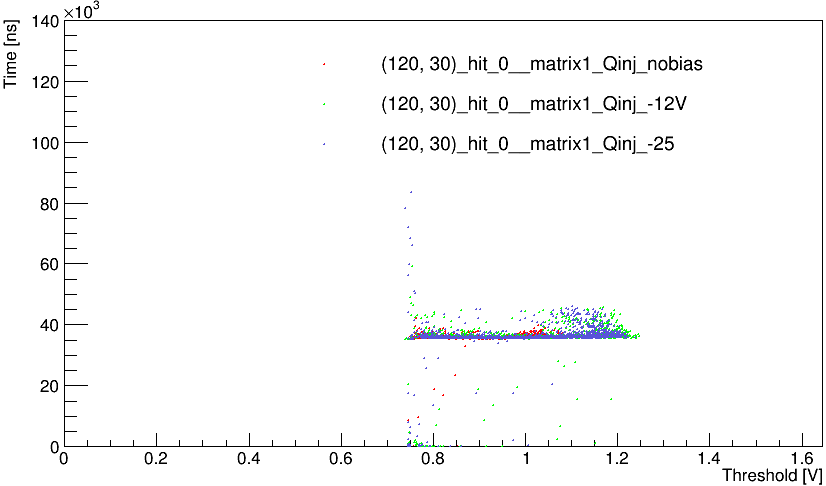 ×10³
140
120
100
80
60
40
20
0
Time [ns]
(120, 30)_hit_0__matrix1_Qinj_nobias
(120, 30)_hit_0__matrix1_Qinj_-12V
(120, 30)_hit_0__matrix1_Qinj_-25
0 0.2 0.4 0.6 0.8 1 1.2 1.4 1.6
Threshold [V]